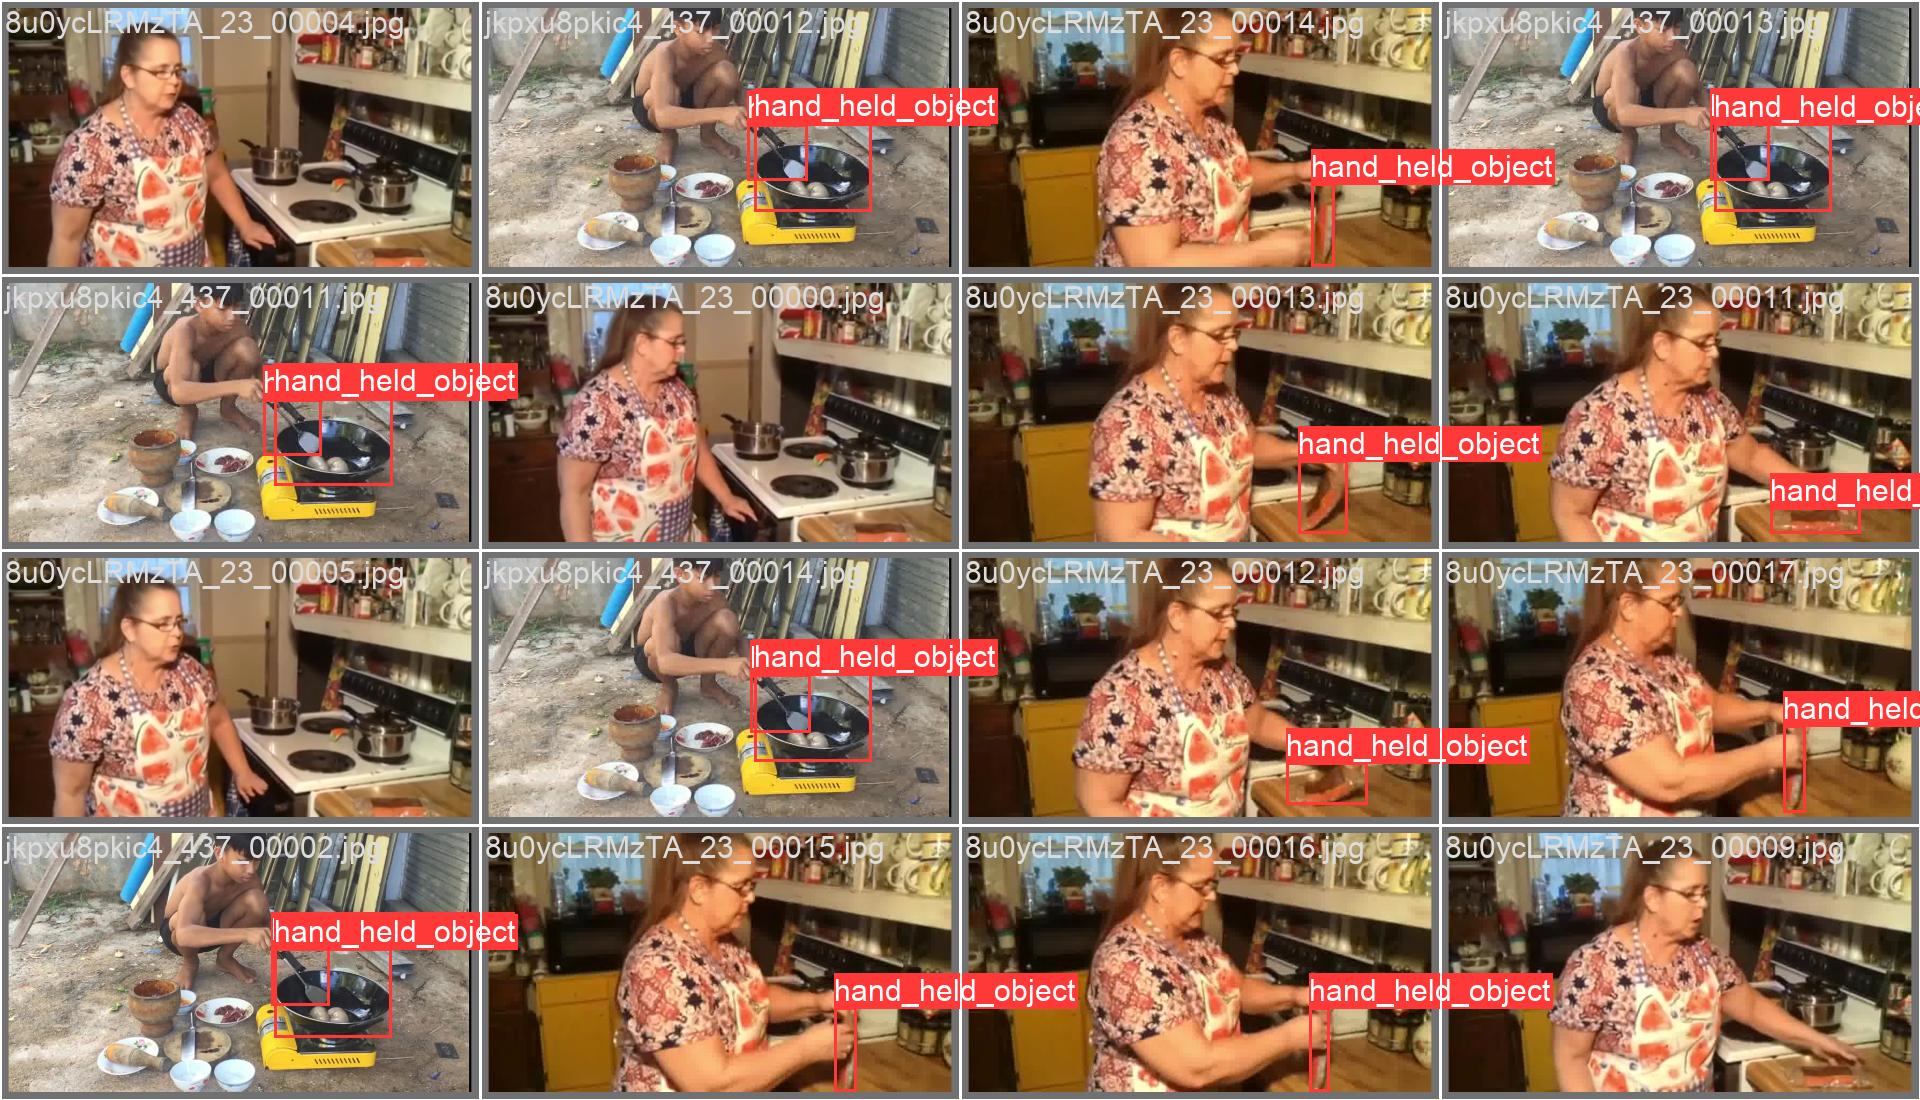 8u0ycLRMzTA_23_00004.jpg
jkpxu8pkic4_437_00012.jpg
hand_held_object
8u0ycLRMzTA_23_00014.jpg
hand_held_object
jkpxu8pkic4_437_00013.jpg
hand_held_obje
jkpxu8pkic4_437_00011.jpg
hand_held_object
8u0ycLRMzTA_23_00000.jpg
8u0ycLRMzTA_23_00013.jpg
hand_held_object
8u0ycLRMzTA_23_00011.jpg
hand_held_
8u0ycLRMzTA_23_00005.jpg
jkpxu8pkic4_437_00014.jpg
hand_held_object
8u0ycLRMzTA_23_00012.jpg
hand_held_object
8u0ycLRMzTA_23_00017.jpg
hand_held
jkpxu8pkic4_437_00002.jpg
hand_held_object
8u0ycLRMzTA_23_00015.jpg
hand_held_object
8u0ycLRMzTA_23_00016.jpg
hand_held_object
8u0ycLRMzTA_23_00009.jpg